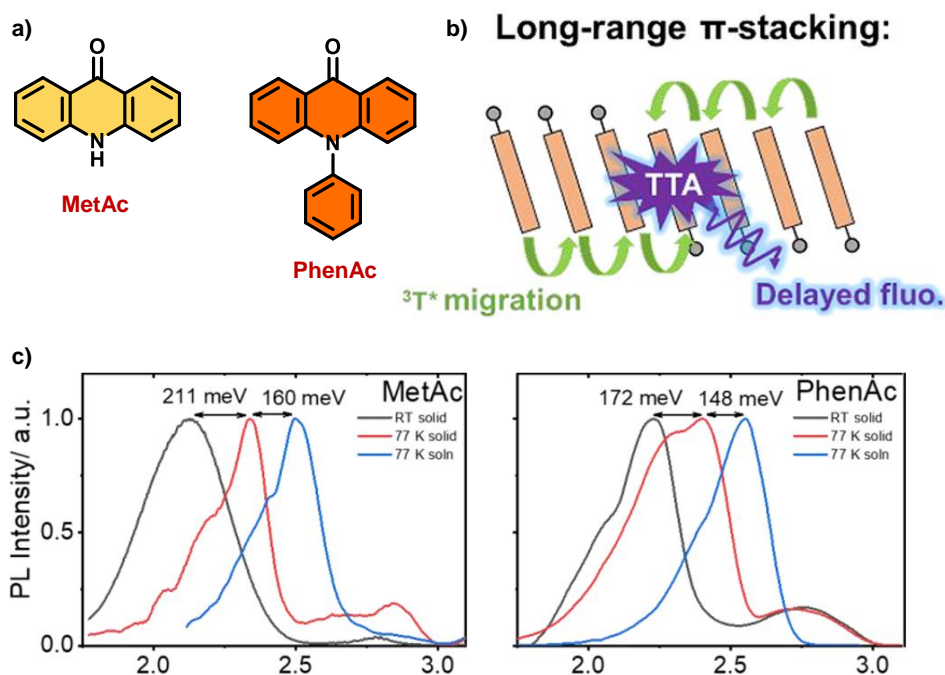 a)
O
N
H
MetAc
O
N
PhenAc
b)
Long-range π-stacking:
TTA
³T* migration
Delayed fluo.
c)
PL Intensity/ a.u.
1.0
0.5
0.0
211 meV
160 meV
MetAc
RT solid
77 K solid
77 K soln
2.0
2.5
3.0
172 meV
148 meV
PhenAc
RT solid
77 K solid
77 K soln
2.0
2.5
3.0